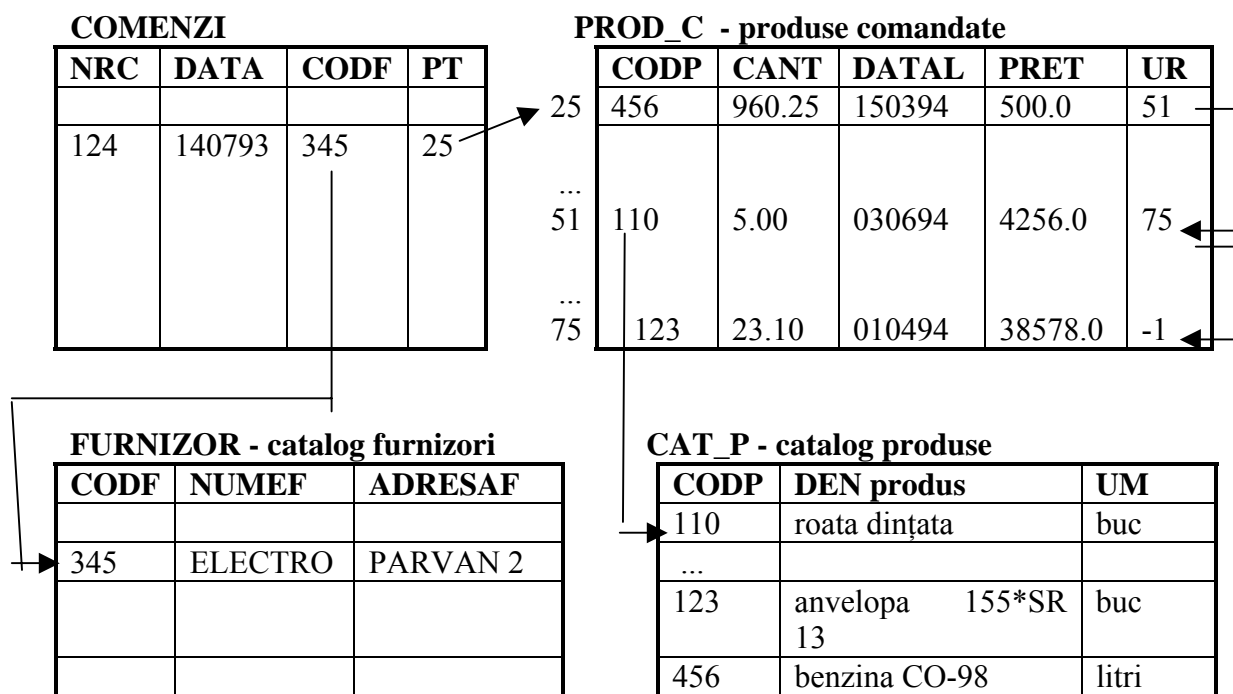 COMENZI
NRC DATA CODF PT
124 140793 345 25
PROD_C - produse comandate
CODP CANT DATAL PRET UR
25 456 960.25 150394 500.0 51
...
51 110 5.00 030694 4256.0 75
...
75 123 23.10 010494 38578.0 -1
FURNIZOR - catalog furnizori
CODF NUMEF ADRESAF
345 ELECTRO PARVAN 2
CAT_P - catalog produse
CODP DEN produs UM
110 roata dințata buc
...
123 anvelopa 155*SR buc
13
456 benzina CO-98 litri